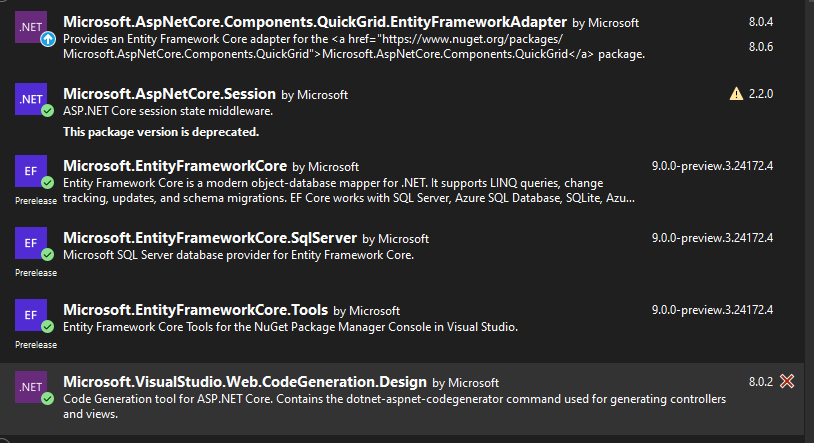 .NET
Microsoft.AspNetCore.Components.QuickGrid.EntityFrameworkAdapter by Microsoft 8.0.4
Provides an Entity Framework Core adapter for the <a href="https://www.nuget.org/packages/
Microsoft.AspNetCore.Components.QuickGrid">Microsoft.AspNetCore.Components.QuickGrid</a> package. 8.0.6
.NET
Microsoft.AspNetCore.Session by Microsoft 2.2.0
ASP.NET Core session state middleware.
This package version is deprecated.
EF
Microsoft.EntityFrameworkCore by Microsoft 9.0.0-preview.3.24172.4
Entity Framework Core is a modern object-database mapper for .NET. It supports LINQ queries, change
Prerelease tracking, updates, and schema migrations. EF Core works with SQL Server, Azure SQL Database, SQLite, Azu...
EF
Microsoft.EntityFrameworkCore.SqlServer by Microsoft 9.0.0-preview.3.24172.4
Microsoft SQL Server database provider for Entity Framework Core.
Prerelease
EF
Microsoft.EntityFrameworkCore.Tools by Microsoft 9.0.0-preview.3.24172.4
Entity Framework Core Tools for the NuGet Package Manager Console in Visual Studio.
Prerelease
.NET
Microsoft.VisualStudio.Web.CodeGeneration.Design by Microsoft 8.0.2
Code Generation tool for ASP.NET Core. Contains the dotnet-aspnet-codegenerator command used for generating controllers
and views.